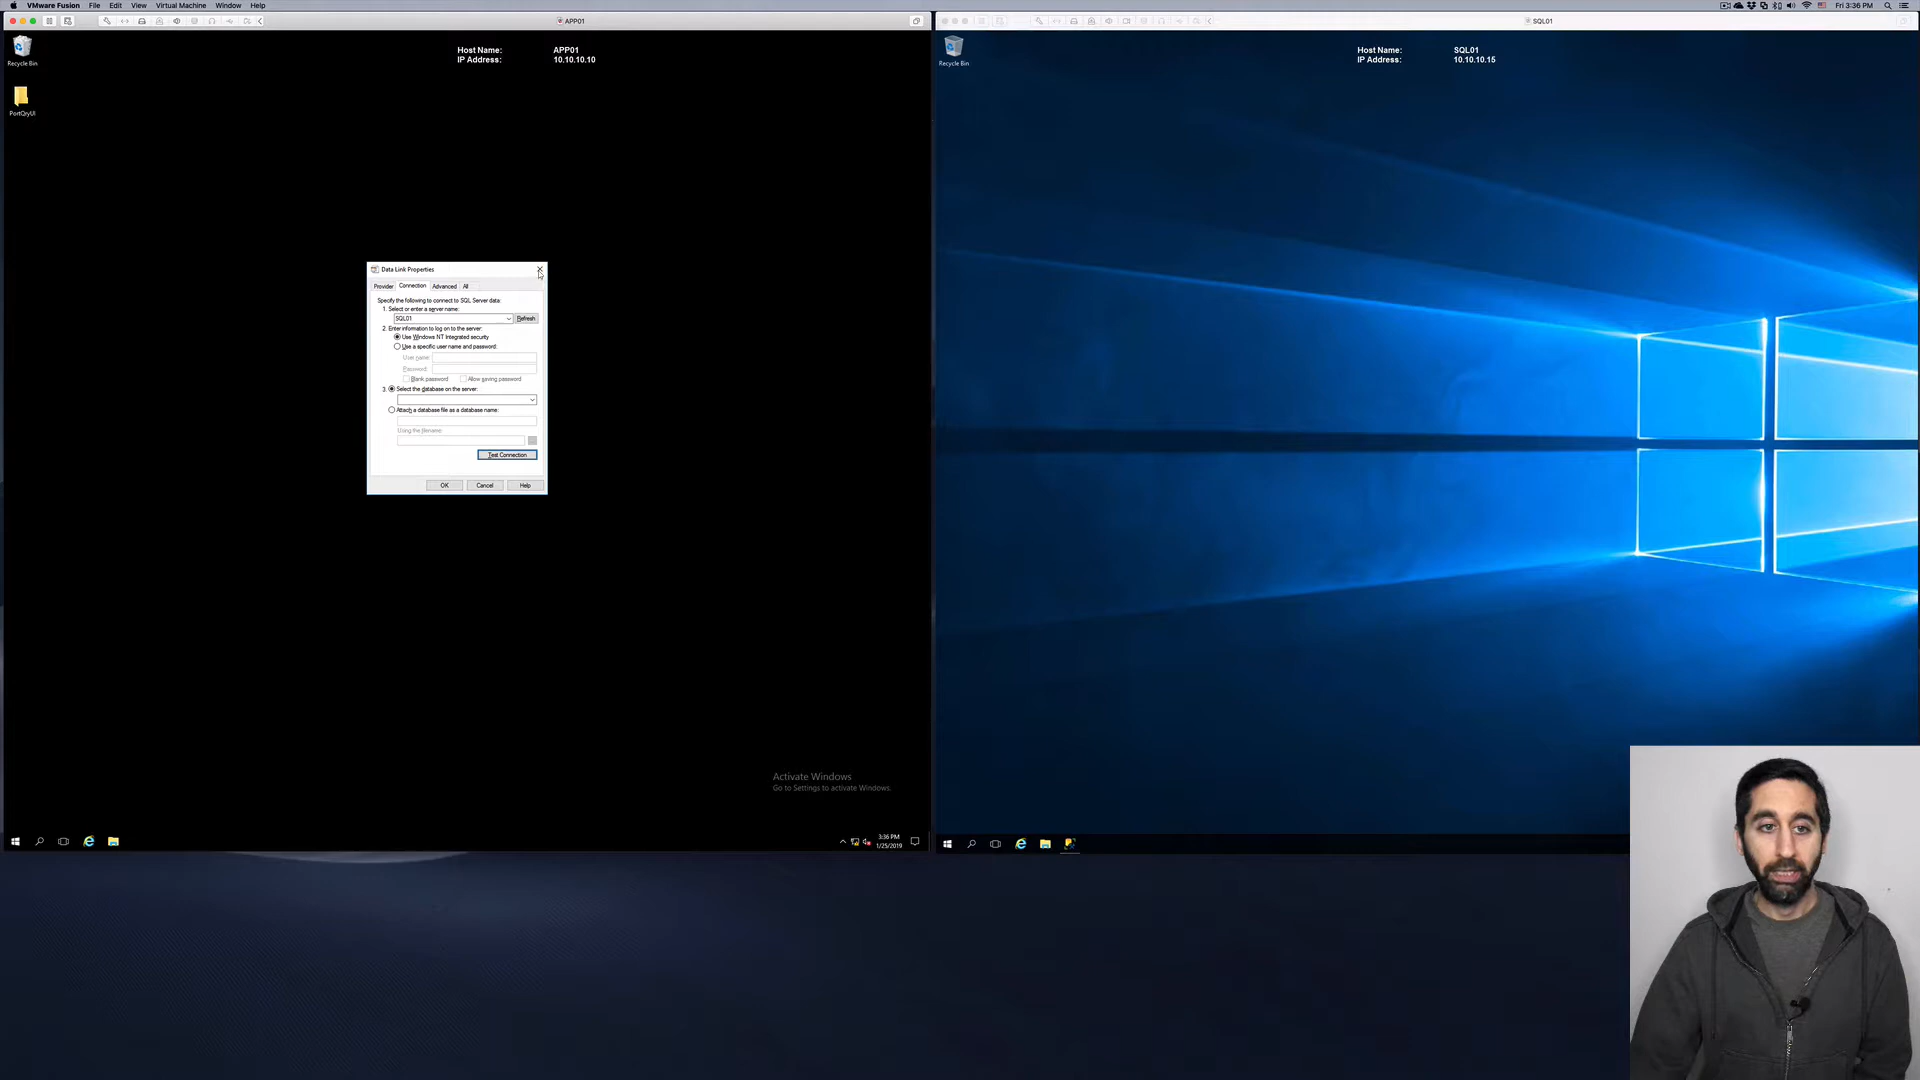 VMware Fusion File Edit View Virtual Machine Window Help
Fri 3:36 PM
APP01
SQL01
Recycle Bin
Host Name: APP01
IP Address: 10.10.10.10
PortQryUI
Recycle Bin
Host Name: SQL01
IP Address: 10.10.10.15
Data Link Properties
Provider Connection Advanced All
Specify the following to connect to SQL Server data:
1. Select or enter a server name:
SQL01 Refresh
2. Enter information to log on to the server:
Use Windows NT Integrated security
Use a specific user name and password:
User name:
Password:
Blank password Allow saving password
3. Select the database on the server:
Attach a database file as a database name:
Using the filename:
...
Test Connection
OK Cancel Help
Activate Windows
Go to Settings to activate Windows.
3:36 PM
1/25/2019